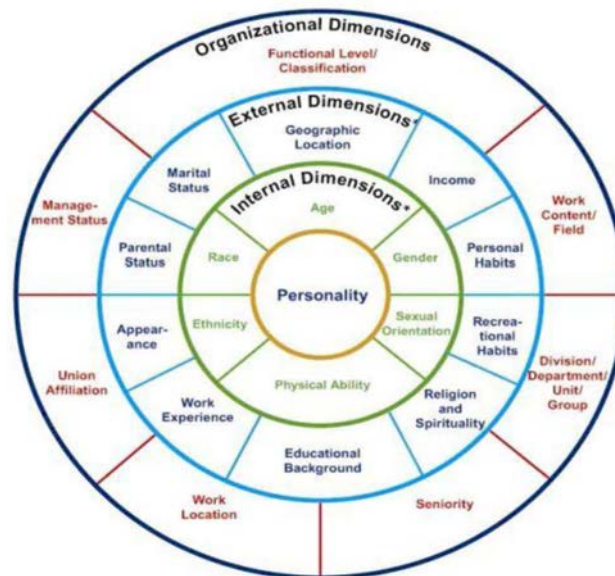 Organizational Dimensions
Functional Level/
Classification
External Dimensions*
Geographic
Location
Marital
Status
Income
Internal Dimensions*
Age
Manage-
ment Status
Work
Content/
Field
Parental
Status
Race
Gender
Personal
Habits
Personality
Appear-
ance
Ethnicity
Sexual
Orientation
Recrea-
tional
Habits
Union
Affiliation
Division/
Department/
Unit/
Group
Physical Ability
Work
Experience
Religion
and
Spirituality
Educational
Background
Work
Location
Seniority